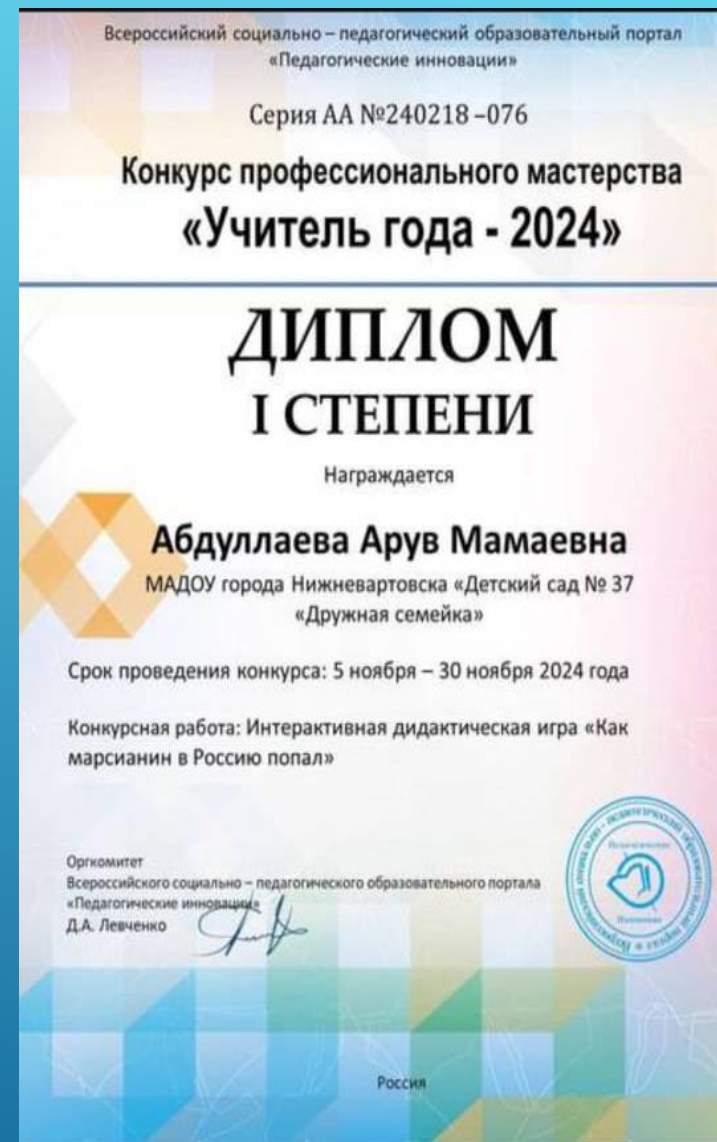 Всероссийский социально – педагогический образовательный портал
«Педагогические инновации»
Серия АА №240218 –076
Конкурс профессионального мастерства
«Учитель года - 2024»
ДИПЛОМ
I СТЕПЕНИ
Награждается
Абдуллаева Арув Мамаевна
МАДОУ города Нижневартовска «Детский сад № 37
«Дружная семейка»
Срок проведения конкурса: 5 ноября – 30 ноября 2024 года
Конкурсная работа: Интерактивная дидактическая игра «Как
марсианин в Россию попал»
Оргкомитет
Всероссийского социально – педагогического образовательного портала
«Педагогические инновации»
Д.А. Левченко
Россия